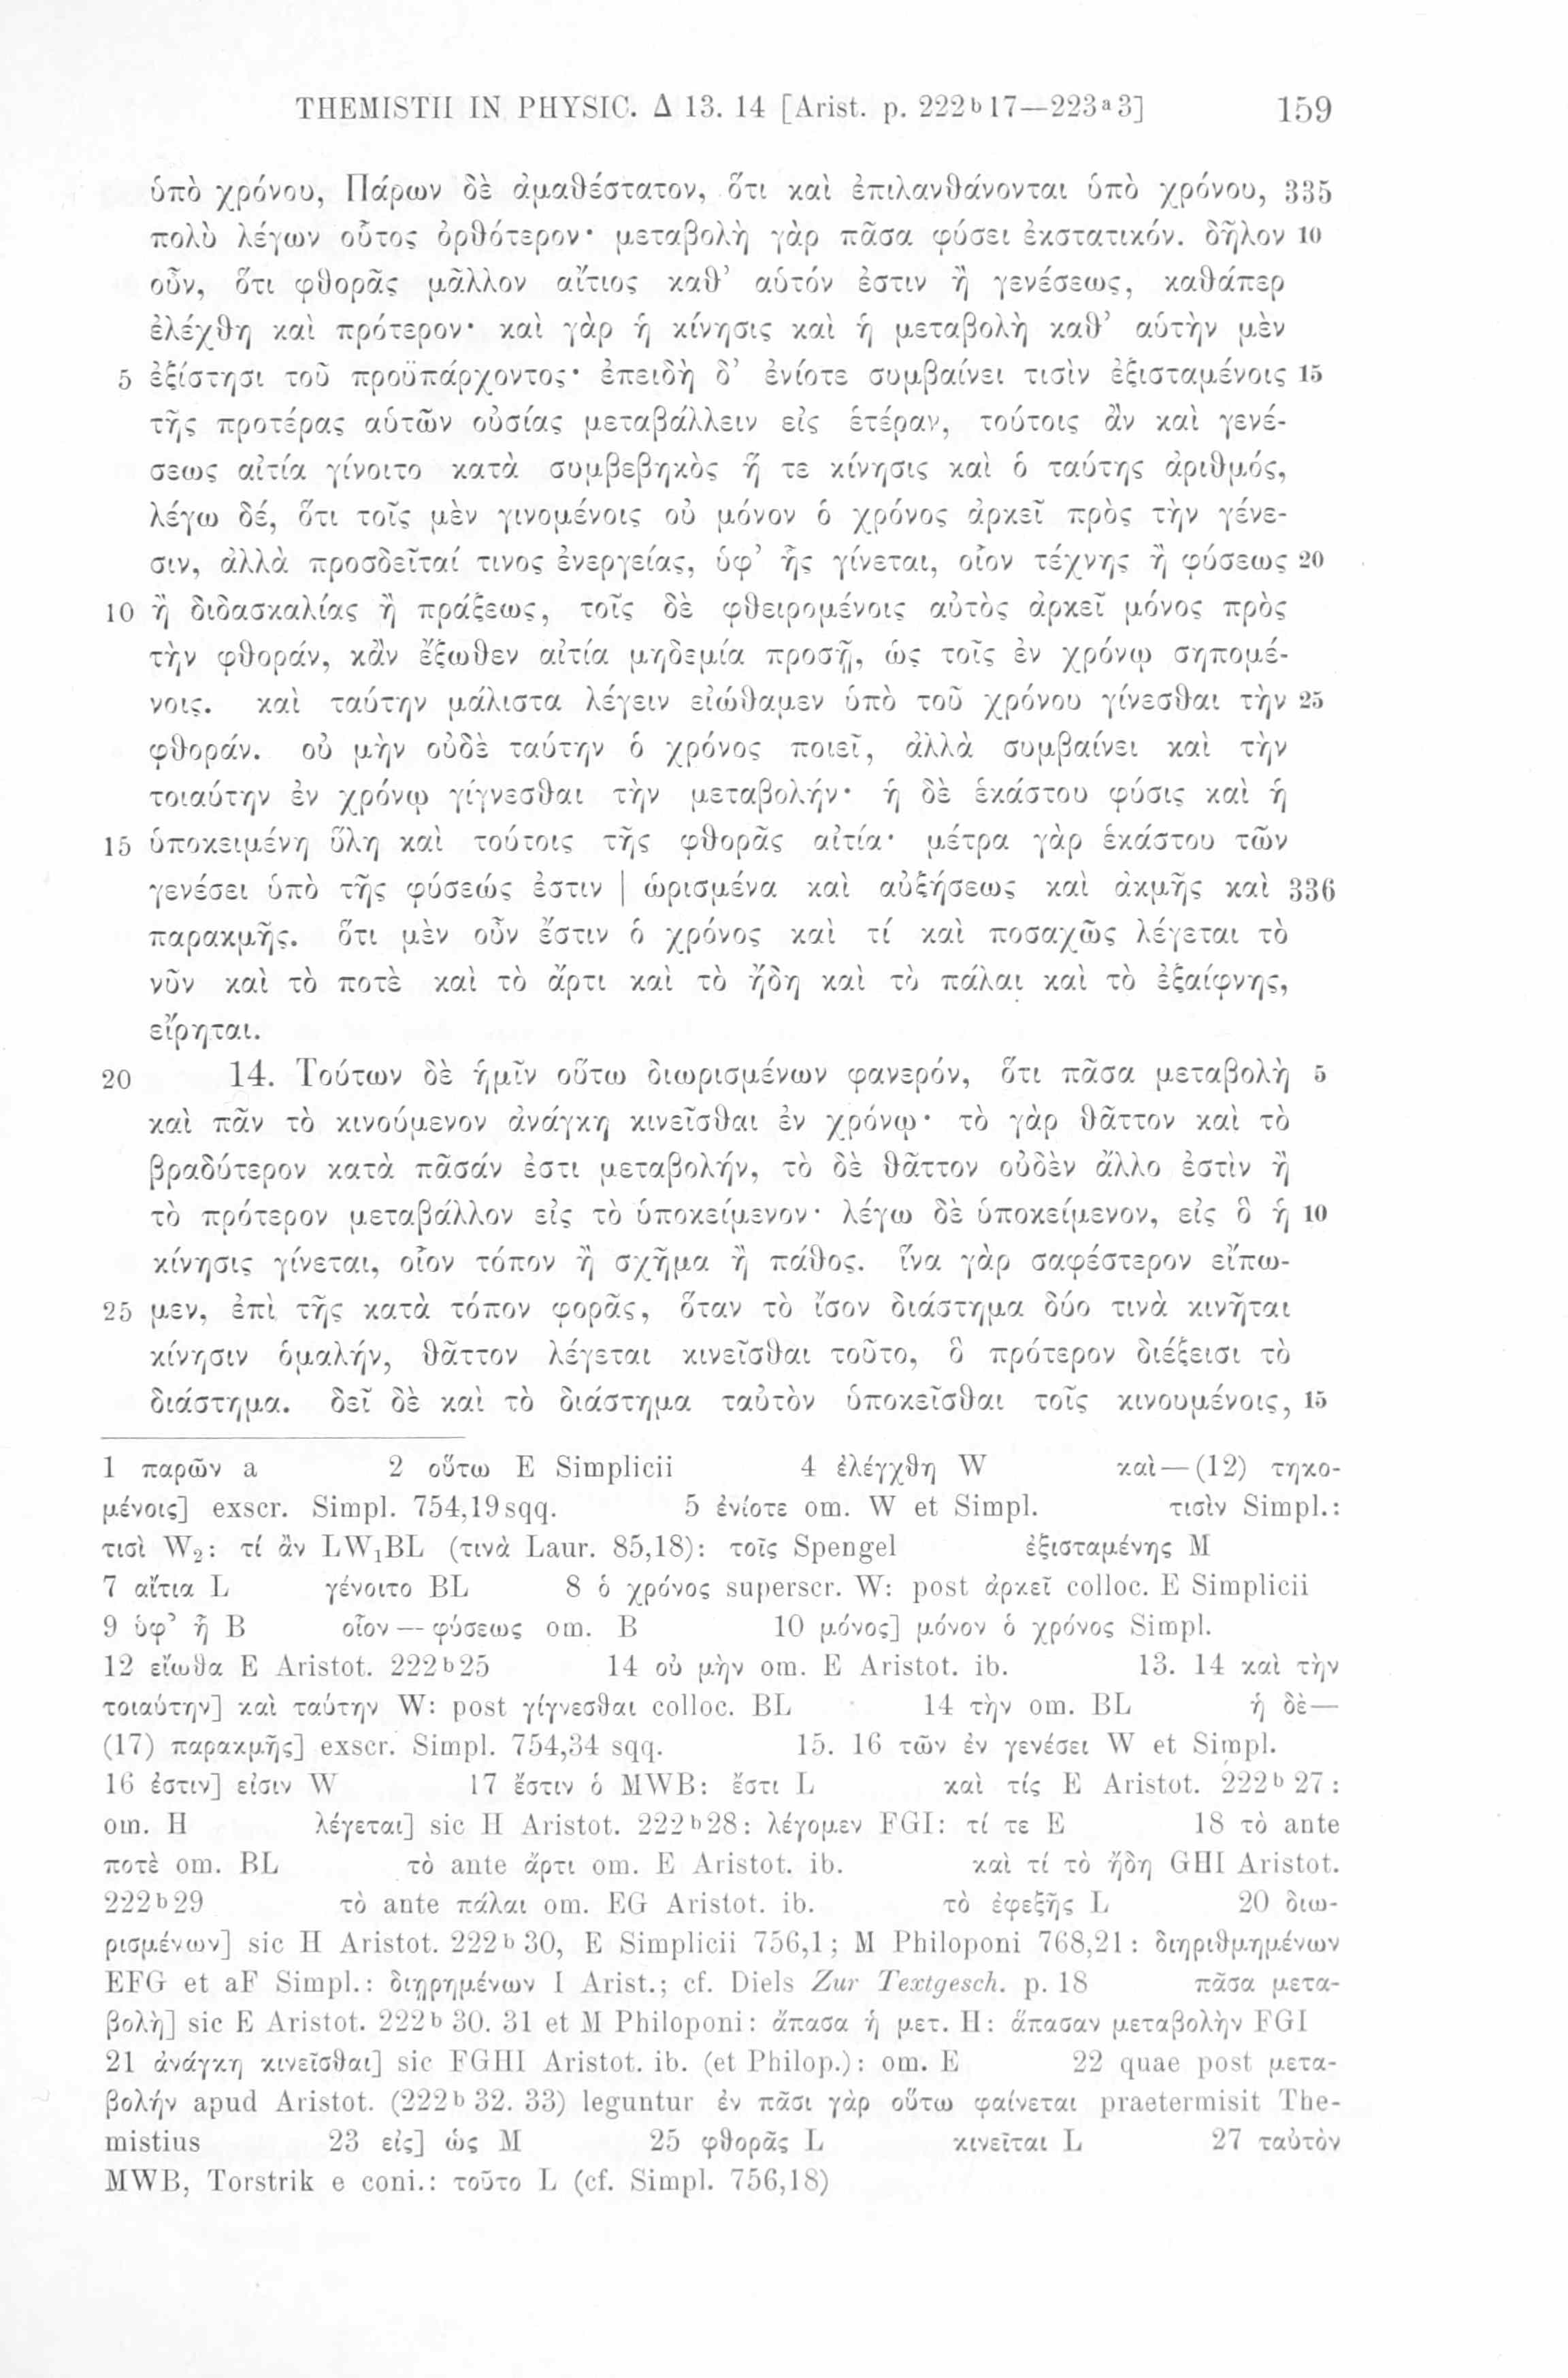 THEMISTII IN PHYSIC. Δ 13. 14 [Arist. p. 222b17—223a3] 159
ὑπὸ χρόνου, Πάρων δὲ ἀμαθέστατον, ὅτι καὶ ἐπιλανθάνονται ὑπὸ χρόνου, 335
πολὺ λέγων οὗτος ὀρθότερον· μεταβολὴ γὰρ πᾶσα φύσει ἐκστατικόν. δῆλον 10
οὖν, ὅτι φθορᾶς μᾶλλον αἴτιος καθ’ αὑτόν ἐστιν ἢ γενέσεως, καθάπερ
ἐλέχθη καὶ πρότερον· καὶ γὰρ ἡ κίνησις καὶ ἡ μεταβολὴ καθ’ αὑτὴν μὲν
5 ἐξίστησι τοῦ προϋπάρχοντος· ἐπειδὴ δ’ ἐνίοτε συμβαίνει τισὶν ἐξισταμένοις 15
τῆς προτέρας αὑτῶν οὐσίας μεταβάλλειν εἰς ἑτέραν, τούτοις ἂν καὶ γενέ-
σεως αἰτία γίνοιτο κατὰ συμβεβηκὸς ἥ τε κίνησις καὶ ὁ ταύτης ἀριθμός,
λέγω δέ, ὅτι τοῖς μὲν γινομένοις οὐ μόνον ὁ χρόνος ἀρκεῖ πρὸς τὴν γένε-
σιν, ἀλλὰ προσδεῖταί τινος ἐνεργείας, ὑφ’ ἧς γίνεται, οἷον τέχνης ἢ φύσεως 20
10 ἢ διδασκαλίας ἢ πράξεως, τοῖς δὲ φθειρομένοις αὐτὸς ἀρκεῖ μόνος πρὸς
τὴν φθοράν, κἂν ἔξωθεν αἰτία μηδεμία προσῇ, ὡς τοῖς ἐν χρόνῳ σηπομέ-
νοις. καὶ ταύτην μάλιστα λέγειν εἰώθαμεν ὑπὸ τοῦ χρόνου γίνεσθαι τὴν 25
φθοράν. οὐ μὴν οὐδὲ ταύτην ὁ χρόνος ποιεῖ, ἀλλὰ συμβαίνει καὶ τὴν
τοιαύτην ἐν χρόνῳ γίγνεσθαι τὴν μεταβολήν· ἡ δὲ ἑκάστου φύσις καὶ ἡ
15 ὑποκειμένη ὕλη καὶ τούτοις τῆς φθορᾶς αἰτία· μέτρα γὰρ ἑκάστου τῶν
γενέσει ὑπὸ τῆς φύσεώς ἐστιν | ὡρισμένα καὶ αὐξήσεως καὶ ἀκμῆς καὶ 336
παρακμῆς. ὅτι μὲν οὖν ἔστιν ὁ χρόνος καὶ τί καὶ ποσαχῶς λέγεται τὸ
νῦν καὶ τὸ ποτὲ καὶ τὸ ἄρτι καὶ τὸ ἤδη καὶ τὸ πάλαι καὶ τὸ ἐξαίφνης,
εἴρηται.
20 14. Τούτων δὲ ἡμῖν οὕτω διωρισμένων φανερόν, ὅτι πᾶσα μεταβολὴ 5
καὶ πᾶν τὸ κινούμενον ἀνάγκη κινεῖσθαι ἐν χρόνῳ· τὸ γὰρ θᾶττον καὶ τὸ
βραδύτερον κατὰ πᾶσάν ἐστι μεταβολήν, τὸ δὲ θᾶττον οὐδὲν ἄλλο ἐστὶν ἢ
τὸ πρότερον μεταβάλλον εἰς τὸ ὑποκείμενον· λέγω δὲ ὑποκείμενον, εἰς ὃ ἡ 10
κίνησις γίνεται, οἷον τόπον ἢ σχῆμα ἢ πάθος. ἵνα γὰρ σαφέστερον εἴπω-
25 μεν, ἐπὶ τῆς κατὰ τόπον φορᾶς, ὅταν τὸ ἴσον διάστημα δύο τινὰ κινῆται
κίνησιν ὁμαλήν, θᾶττον λέγεται κινεῖσθαι τοῦτο, ὃ πρότερον διέξεισι τὸ
διάστημα. δεῖ δὲ καὶ τὸ διάστημα ταὐτὸν ὑποκεῖσθαι τοῖς κινουμένοις, 15
1 παρῶν a 2 οὕτω E Simplicii 4 ἐλέγχθη W καὶ—(12) τηκο-
μένοις] exscr. Simpl. 754,19sqq. 5 ἐνίοτε om. W et Simpl. τισὶν Simpl.:
τισὶ W₂: τί ἂν LW₁BL (τινὰ Laur. 85,18): τοῖς Spengel ἐξισταμένης M
7 αἴτια L γένοιτο BL 8 ὁ χρόνος superscr. W: post ἀρκεῖ colloc. E Simplicii
9 ὑφ’ ἧ B οἷον — φύσεως om. B 10 μόνος] μόνον ὁ χρόνος Simpl.
12 εἴωθα E Aristot. 222b25 14 οὐ μὴν om. E Aristot. ib. 13. 14 καὶ τὴν
τοιαύτην] καὶ ταύτην W: post γίγνεσθαι colloc. BL 14 τὴν om. BL ἡ δὲ—
(17) παρακμῆς] exscr. Simpl. 754,34 sqq. 15. 16 τῶν ἐν γενέσει W et Simpl.
16 ἐστιν] εἰσιν W 17 ἔστιν ὁ MWB: ἔστι L καὶ τίς E Aristot. 222b27:
om. H λέγεται] sic H Aristot. 222b28: λέγομεν FGI: τί τε E 18 τὸ ante
ποτὲ om. BL τὸ ante ἄρτι om. E Aristot. ib. καὶ τί τὸ ἤδη GHI Aristot.
222b29 τὸ ante πάλαι om. EG Aristot. ib. τὸ ἐφεξῆς L 20 διω-
ρισμένων] sic H Aristot. 222b30, E Simplicii 756,1; M Philoponi 768,21: διηριθμημένων
EFG et aF Simpl.: διῃρημένων I Arist.; cf. Diels Zur Textgesch. p. 18 πᾶσα μετα-
βολὴ] sic E Aristot. 222b 30. 31 et M Philoponi: ἅπασα ἡ μετ. H: ἅπασαν μεταβολὴν FGI
21 ἀνάγκη κινεῖσθαι] sic FGHI Aristot. ib. (et Philop.): om. E 22 quae post μετα-
βολήν apud Aristot. (222b 32. 33) leguntur ἐν πᾶσι γὰρ οὕτω φαίνεται praetermisit The-
mistius 23 εἰς] ὡς M 25 φθορᾶς L κινεῖται L 27 ταὐτὸν
MWB, Torstrik e coni.: τοῦτο L (cf. Simpl. 756,18)